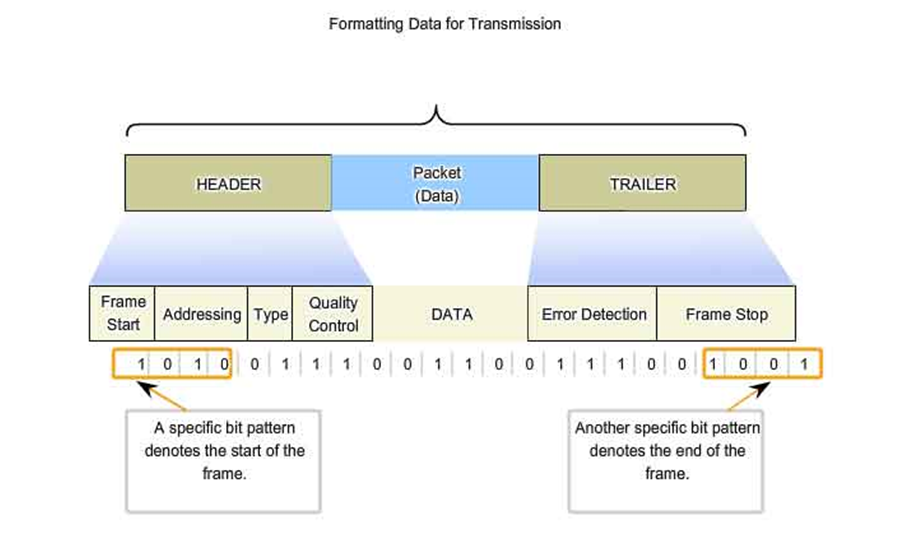 Formatting Data for Transmission
HEADER
Packet
(Data)
TRAILER
Frame
Start
Addressing
Type
Quality
Control
DATA
Error Detection
Frame Stop
1 0 1 0 0 1 1 1 0 0 1 1 0 0 1 1 1 0 0 1 0 0 1
A specific bit pattern
denotes the start of the
frame.
Another specific bit pattern
denotes the end of the
frame.